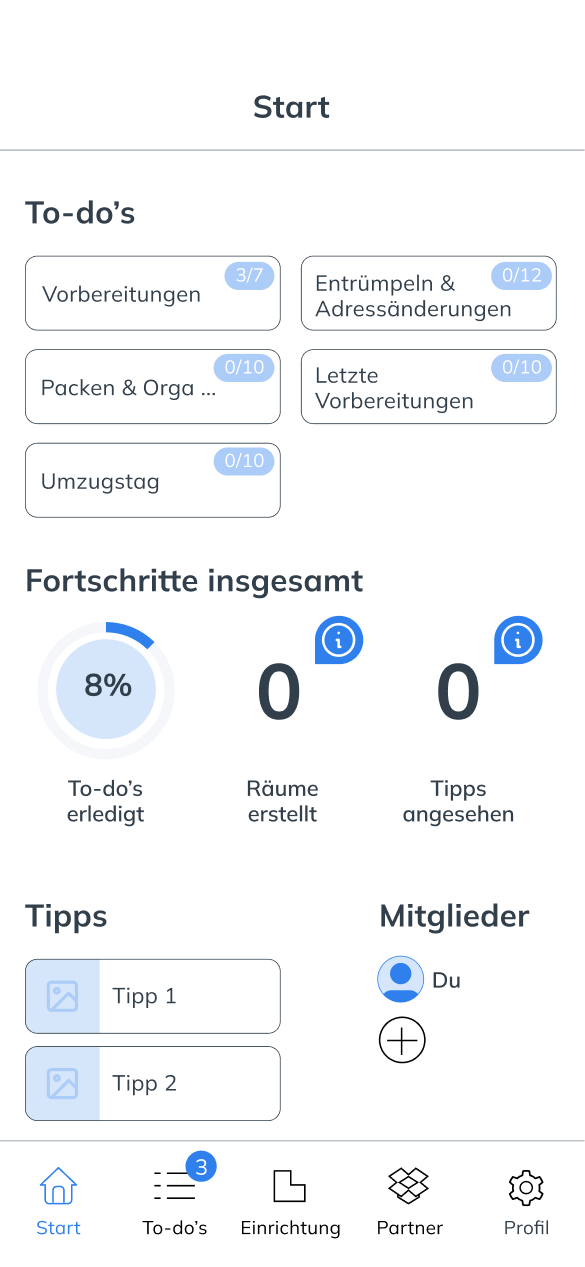 Start
To-do’s
3/7
Vorbereitungen
0/12
Entrümpeln &
Adressänderungen
0/10
Packen & Orga ...
0/10
Letzte
Vorbereitungen
0/10
Umzugstag
Fortschritte insgesamt
8%
To-do’s
erledigt
i
0
Räume
erstellt
i
0
Tipps
angesehen
Tipps
Tipp 1
Tipp 2
Mitglieder
Du
Start
3
To-do’s
Einrichtung
Partner
Profil